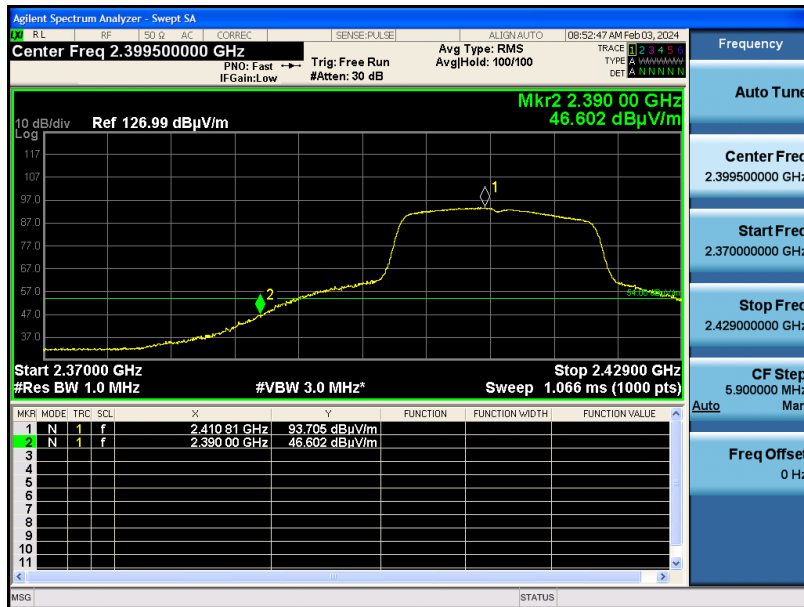 Agilent Spectrum Analyzer - Swept SA
LXI RL RF 50 Ω AC CORREC SENSE:PULSE ALIGN AUTO 08:52:47 AM Feb 03, 2024
Center Freq 2.399500000 GHz
PNO: Fast
IFGain:Low
Trig: Free Run
#Atten: 30 dB
Avg Type: RMS
Avg|Hold: 100/100
TRACE 1 2 3 4 5 6
TYPE A WWWWW
DET A N N N N N
Mkr2 2.390 00 GHz
46.602 dBµV/m
10 dB/div Ref 126.99 dBµV/m
Log
117
107
97.0
87.0
77.0
67.0
57.0
47.0
37.0
1
2
54.00 dBµV/m
Start 2.37000 GHz Stop 2.42900 GHz
#Res BW 1.0 MHz #VBW 3.0 MHz* Sweep 1.066 ms (1000 pts)
MKR MODE TRC SCL X Y FUNCTION FUNCTION WIDTH FUNCTION VALUE
1 N 1 f 2.410 81 GHz 93.705 dBµV/m
2 N 1 f 2.390 00 GHz 46.602 dBµV/m
3
4
5
6
7
8
9
10
11
MSG STATUS
Frequency
Auto Tune
Center Freq
2.399500000 GHz
Start Freq
2.370000000 GHz
Stop Freq
2.429000000 GHz
CF Step
5.900000 MHz
Auto Man
Freq Offset
0 Hz